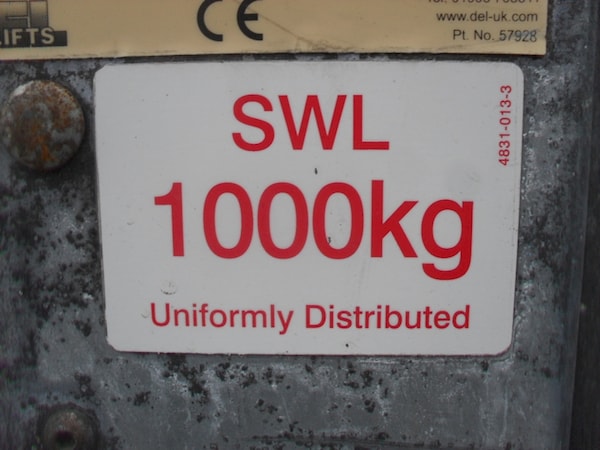 LIFTS
CE
www.del-uk.com
Pt. No. 57928
SWL
1000kg
Uniformly Distributed
4831-013-3